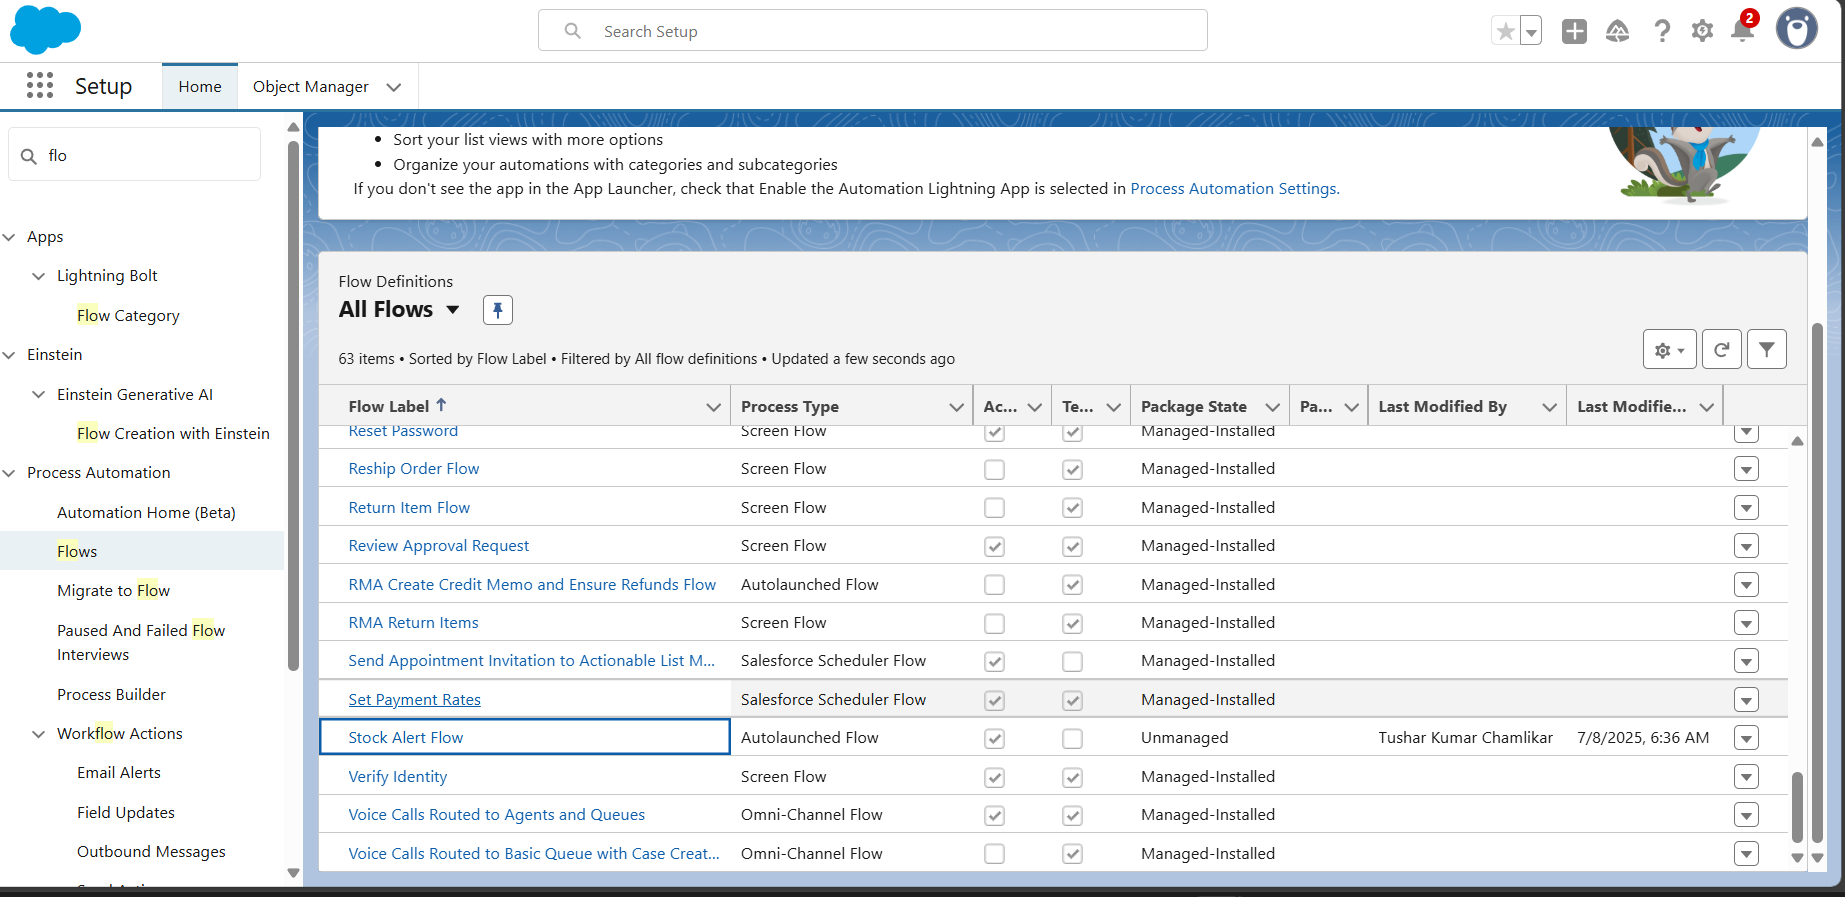 Search Setup
2
Setup
Home
Object Manager
flo
Apps
Lightning Bolt
Flow Category
Einstein
Einstein Generative AI
Flow Creation with Einstein
Process Automation
Automation Home (Beta)
Flows
Migrate to Flow
Paused And Failed Flow
Interviews
Process Builder
Workflow Actions
Email Alerts
Field Updates
Outbound Messages
• Sort your list views with more options
• Organize your automations with categories and subcategories
If you don't see the app in the App Launcher, check that Enable the Automation Lightning App is selected in Process Automation Settings.
Flow Definitions
All Flows
63 items • Sorted by Flow Label • Filtered by All flow definitions • Updated a few seconds ago
Flow Label ↑ Process Type Ac... Te... Package State Pa... Last Modified By Last Modifie...
Reset Password Screen Flow Managed-Installed
Reship Order Flow Screen Flow Managed-Installed
Return Item Flow Screen Flow Managed-Installed
Review Approval Request Screen Flow Managed-Installed
RMA Create Credit Memo and Ensure Refunds Flow Autolaunched Flow Managed-Installed
RMA Return Items Screen Flow Managed-Installed
Send Appointment Invitation to Actionable List M... Salesforce Scheduler Flow Managed-Installed
Set Payment Rates Salesforce Scheduler Flow Managed-Installed
Stock Alert Flow Autolaunched Flow Unmanaged Tushar Kumar Chamlikar 7/8/2025, 6:36 AM
Verify Identity Screen Flow Managed-Installed
Voice Calls Routed to Agents and Queues Omni-Channel Flow Managed-Installed
Voice Calls Routed to Basic Queue with Case Creat... Omni-Channel Flow Managed-Installed